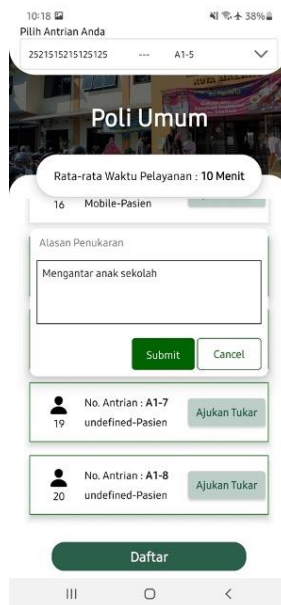 10:18 38%
Pilih Antrian Anda
2521515215125125 --- A1-5
Poli Umum
Rata-rata Waktu Pelayanan : 10 Menit
16 Mobile-Pasien
Alasan Penukaran
Mengantar anak sekolah
Submit Cancel
No. Antrian : A1-7
Ajukan Tukar
19 undefined-Pasien
No. Antrian : A1-8
Ajukan Tukar
20 undefined-Pasien
Daftar